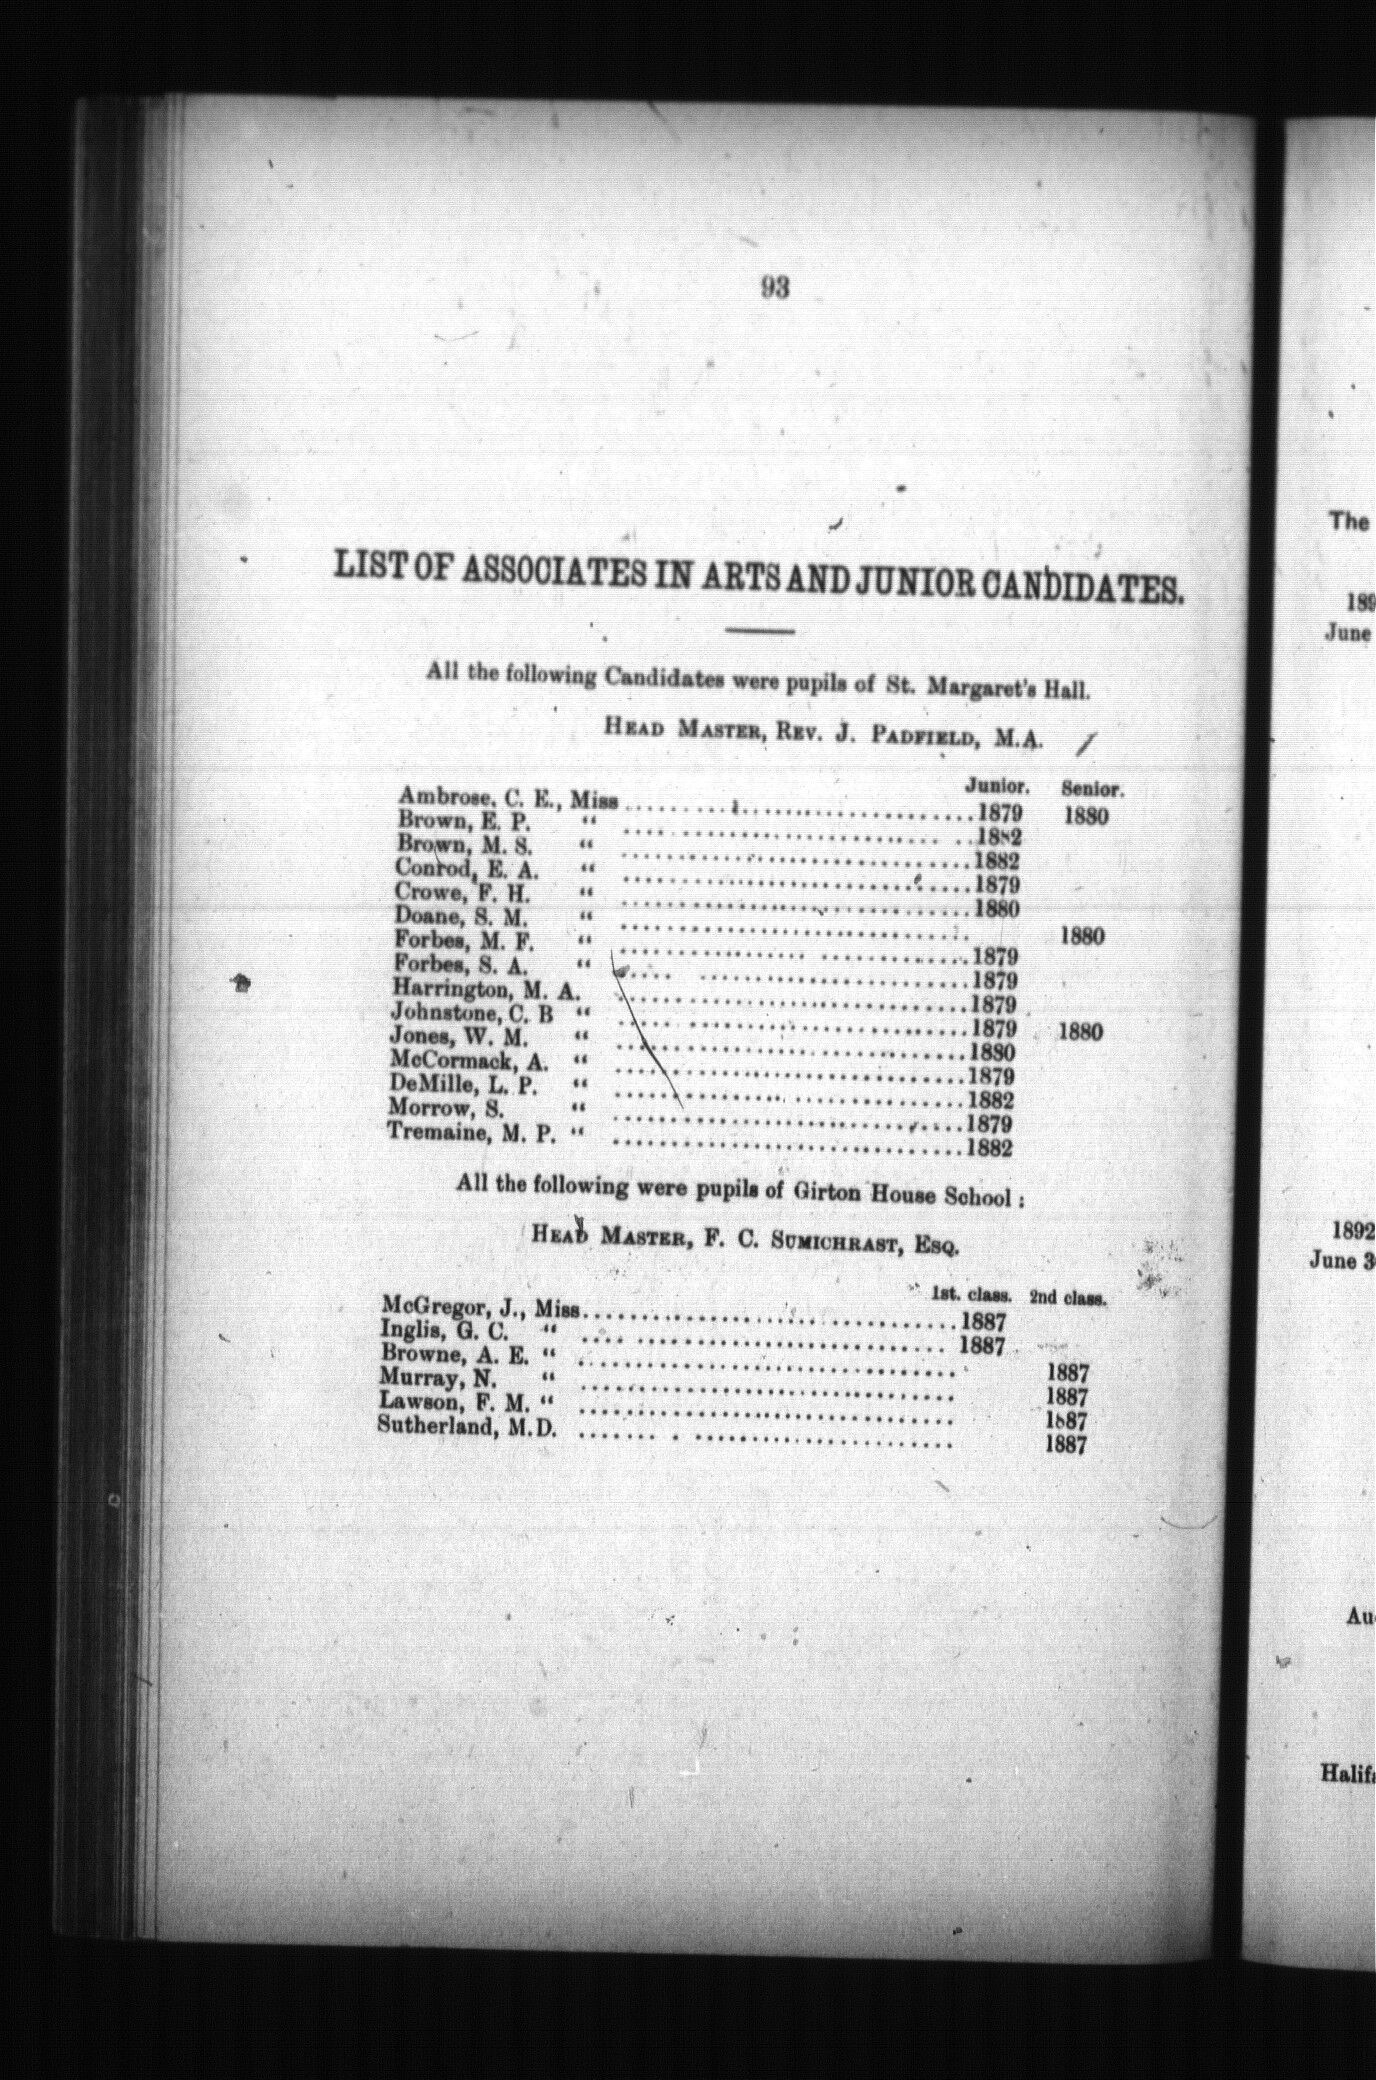 93
LIST OF ASSOCIATES IN ARTS AND JUNIOR CANDIDATES.
All the following Candidates were pupils of St. Margaret's Hall.
HEAD MASTER, REV. J. PADFIELD, M.A.
Junior. Senior.
Ambrose, C. E., Miss 1879 1880
Brown, E. P. “ 1882
Brown, M. S. “ 1882
Conrod, E. A. “ 1879
Crowe, F. H. “ 1880
Doane, S. M. “ 1880
Forbes, M. F. “ 1879
Forbes, S. A. “ 1879
Harrington, M. A. 1879
Johnstone, C. B “ 1879 1880
Jones, W. M. “ 1880
McCormack, A. “ 1879
DeMille, L. P. “ 1882
Morrow, S. “ 1879
Tremaine, M. P. “ 1882
All the following were pupils of Girton House School :
HEAD MASTER, F. C. SUMICHRAST, ESQ.
1st. class. 2nd class.
McGregor, J., Miss 1887
Inglis, G. C. “ 1887
Browne, A. E. “ 1887
Murray, N. “ 1887
Lawson, F. M. “ 1887
Sutherland, M.D. 1887
The
189
June
1892
June 3
Au
Halifa